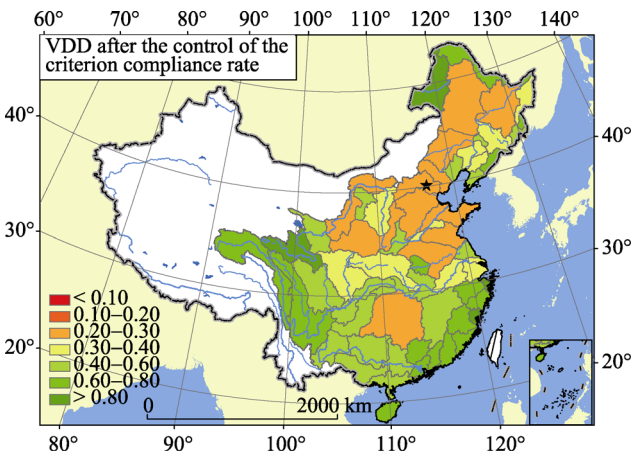 60° 70° 80° 90° 100° 110° 120° 130° 140°
VDD after the control of the
criterion compliance rate
40° 40°
30° 30°
< 0.10
0.10–0.20
0.20–0.30
0.30–0.40
0.40–0.60
0.60–0.80
> 0.80
20° 20°
0 2000 km
80° 90° 100° 110° 120°